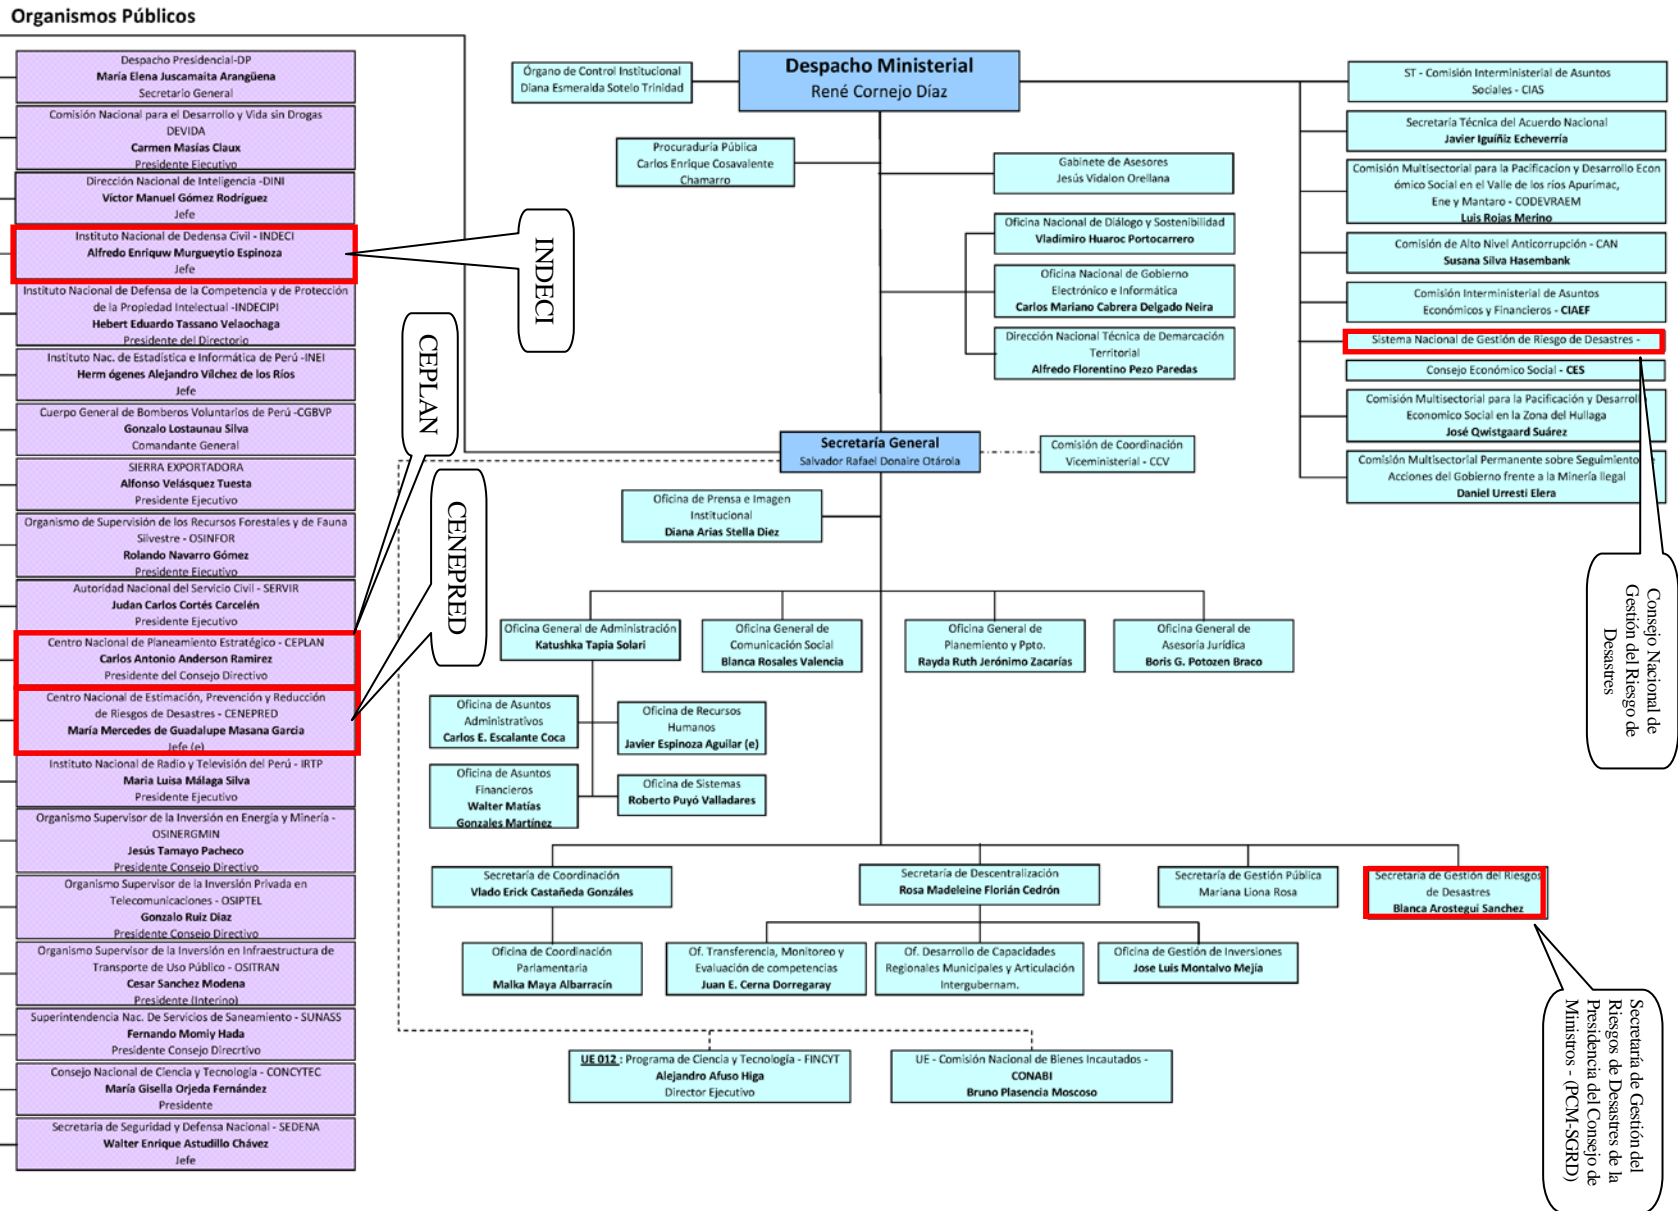 Organismos Públicos
Despacho Presidencial-DP
María Elena Juscamaita Arangüena
Secretario General
Comisión Nacional para el Desarrollo y Vida sin Drogas
DEVIDA
Carmen Masías Claux
Presidente Ejecutivo
Dirección Nacional de Inteligencia -DINI
Víctor Manuel Gómez Rodríguez
Jefe
Instituto Nacional de Dedensa Civil - INDECI
Alfredo Enriquw Murgueytio Espinoza
Jefe
Instituto Nacional de Defensa de la Competencia y de Protección
de la Propiedad Intelectual -INDECIPI
Hebert Eduardo Tassano Velaochaga
Presidente del Directorio
Instituto Nac. de Estadística e Informática de Perú -INEI
Herm ógenes Alejandro Vílchez de los Ríos
Jefe
Cuerpo General de Bomberos Voluntarios de Perú -CGBVP
Gonzalo Lostaunau Silva
Comandante General
SIERRA EXPORTADORA
Alfonso Velásquez Tuesta
Presidente Ejecutivo
Organismo de Supervisión de los Recursos Forestales y de Fauna
Silvestre - OSINFOR
Rolando Navarro Gómez
Presidente Ejecutivo
Autoridad Nacional del Servicio Civil - SERVIR
Judan Carlos Cortés Carcelén
Presidente Ejecutivo
Centro Nacional de Planeamiento Estratégico - CEPLAN
Carlos Antonio Anderson Ramirez
Presidente del Consejo Directivo
Centro Nacional de Estimación, Prevención y Reducción
de Riesgos de Desastres - CENEPRED
María Mercedes de Guadalupe Masana Garcia
Jefe (e)
Instituto Nacional de Radio y Televisión del Perú - IRTP
Maria Luisa Málaga Silva
Presidente Ejecutivo
Organismo Supervisor de la Inversión en Energía y Minería -
OSINERGMIN
Jesús Tamayo Pacheco
Presidente Consejo Directivo
Organismo Supervisor de la Inversión Privada en
Telecomunicaciones - OSIPTEL
Gonzalo Ruiz Diaz
Presidente Consejo Directivo
Organismo Supervisor de la Inversión en Infraestructura de
Transporte de Uso Público - OSITRAN
Cesar Sanchez Modena
Presidente (Interino)
Superintendencia Nac. De Servicios de Saneamiento - SUNASS
Fernando Momiy Hada
Presidente Consejo Direcrtivo
Consejo Nacional de Ciencia y Tecnología - CONCYTEC
María Gisella Orjeda Fernández
Presidente
Secretaria de Seguridad y Defensa Nacional - SEDENA
Walter Enrique Astudillo Chávez
Jefe
INDECI
CEPLAN
CENEPRED
Órgano de Control Institucional
Diana Esmeralda Sotelo Trinidad
Despacho Ministerial
René Cornejo Díaz
Procuraduría Pública
Carlos Enrique Cosavalente
Chamarro
Gabinete de Asesores
Jesús Vidalon Orellana
Oficina Nacional de Diálogo y Sostenibilidad
Vladimiro Huaroc Portocarrero
Oficina Nacional de Gobierno
Electrónico e Informática
Carlos Mariano Cabrera Delgado Neira
Dirección Nacional Técnica de Demarcación
Territorial
Alfredo Florentino Pezo Paredas
Secretaría General
Salvador Rafael Donaire Otárola
Comisión de Coordinación
Viceministerial - CCV
Oficina de Prensa e Imagen
Institucional
Diana Arias Stella Diez
ST - Comisión Interministerial de Asuntos
Sociales - CIAS
Secretaría Técnica del Acuerdo Nacional
Javier Iguiñiz Echeverría
Comisión Multisectorial para la Pacificacion y Desarrollo Econ
ómico Social en el Valle de los ríos Apurímac,
Ene y Mantaro - CODEVRAEM
Luis Rojas Merino
Comisión de Alto Nivel Anticorrupción - CAN
Susana Silva Hasembank
Comisión Interministerial de Asuntos
Económicos y Financieros - CIAEF
Sistema Nacional de Gestión de Riesgo de Desastres -
Consejo Económico Social - CES
Comisión Multisectorial para la Pacificación y Desarroll
Economico Social en la Zona del Hullaga
José Qwistgaard Suárez
Comisión Multisectorial Permanente sobre Seguimiento
Acciones del Gobierno frente a la Minería Ilegal
Daniel Urresti Elera
Consejo Nacional de
Gestión del Riesgo de
Desastres
Oficina General de Administración
Katushka Tapia Solari
Oficina General de
Comunicación Social
Blanca Rosales Valencia
Oficina General de
Planemiento y Ppto.
Rayda Ruth Jerónimo Zacarías
Oficina General de
Asesoría Jurídica
Boris G. Potozen Braco
Oficina de Asuntos
Administrativos
Carlos E. Escalante Coca
Oficina de Recursos
Humanos
Javier Espinoza Aguilar (e)
Oficina de Asuntos
Financieros
Walter Matías
Gonzales Martínez
Oficina de Sistemas
Roberto Puyó Valladares
Secretaría de Coordinación
Vlado Erick Castañeda Gonzáles
Secretaría de Descentralización
Rosa Madeleine Florián Cedrón
Secretaría de Gestión Pública
Mariana Llona Rosa
Secretaria de Gestión del Riesgos
de Desastres
Blanca Arostegui Sanchez
Oficina de Coordinación
Parlamentaria
Malka Maya Albarracín
Of. Transferencia, Monitoreo y
Evaluación de competencias
Juan E. Cerna Dorregaray
Of. Desarrollo de Capacidades
Regionales Municipales y Articulación
Intergubernam.
Oficina de Gestión de Inversiones
Jose Luis Montalvo Mejía
UE 012 : Programa de Ciencia y Tecnología - FINCYT
Alejandro Afuso Higa
Director Ejecutivo
UE - Comisión Nacional de Bienes Incautados -
CONABI
Bruno Plasencia Moscoso
Secretaría de Gestión del
Riesgos de Desastres de la
Presidencia del Consejo de
Ministros - (PCM-SGRD)